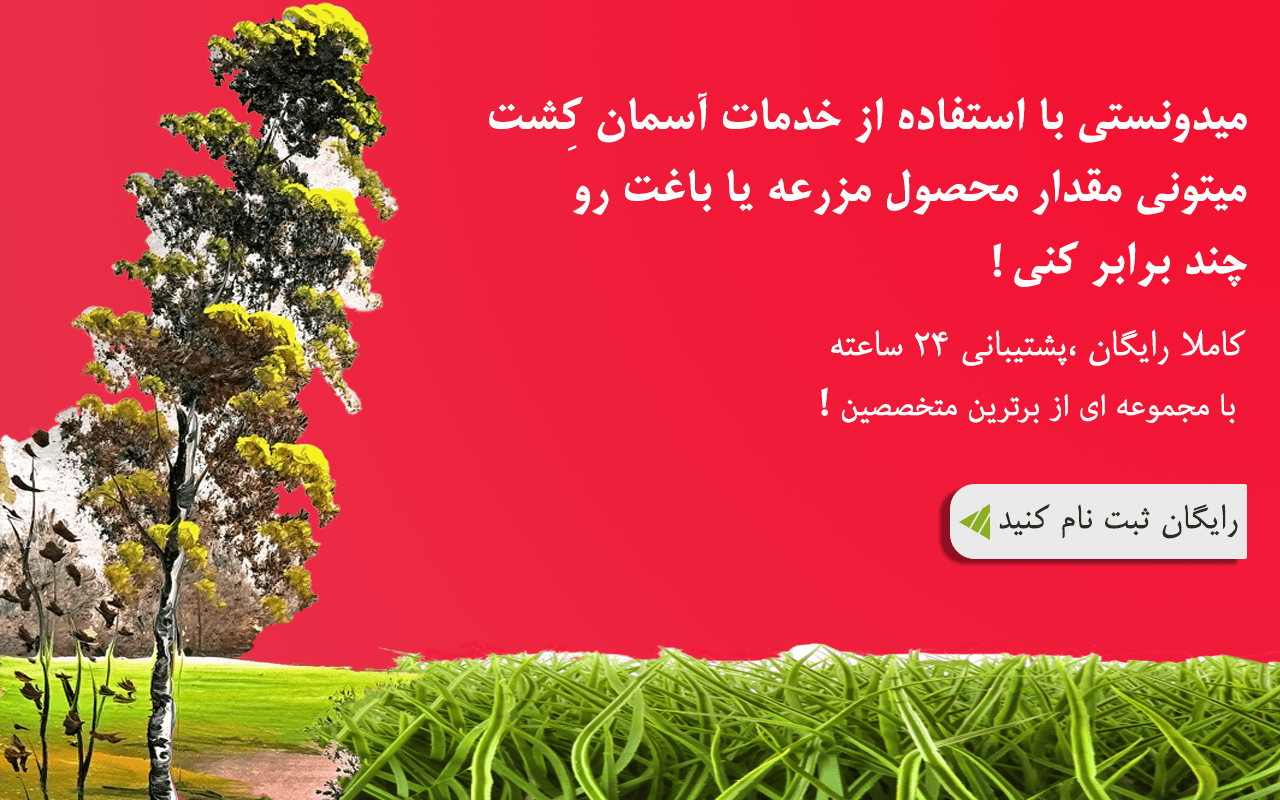 میدونستی با استفاده از خدمات آسمان کِشت
میتونی مقدار محصول مزرعه یا باغت رو
چند برابر کنی !
کاملا رایگان ،پشتیبانی ۲۴ ساعته
با مجموعه ای از برترین متخصصین !
رایگان ثبت نام کنید